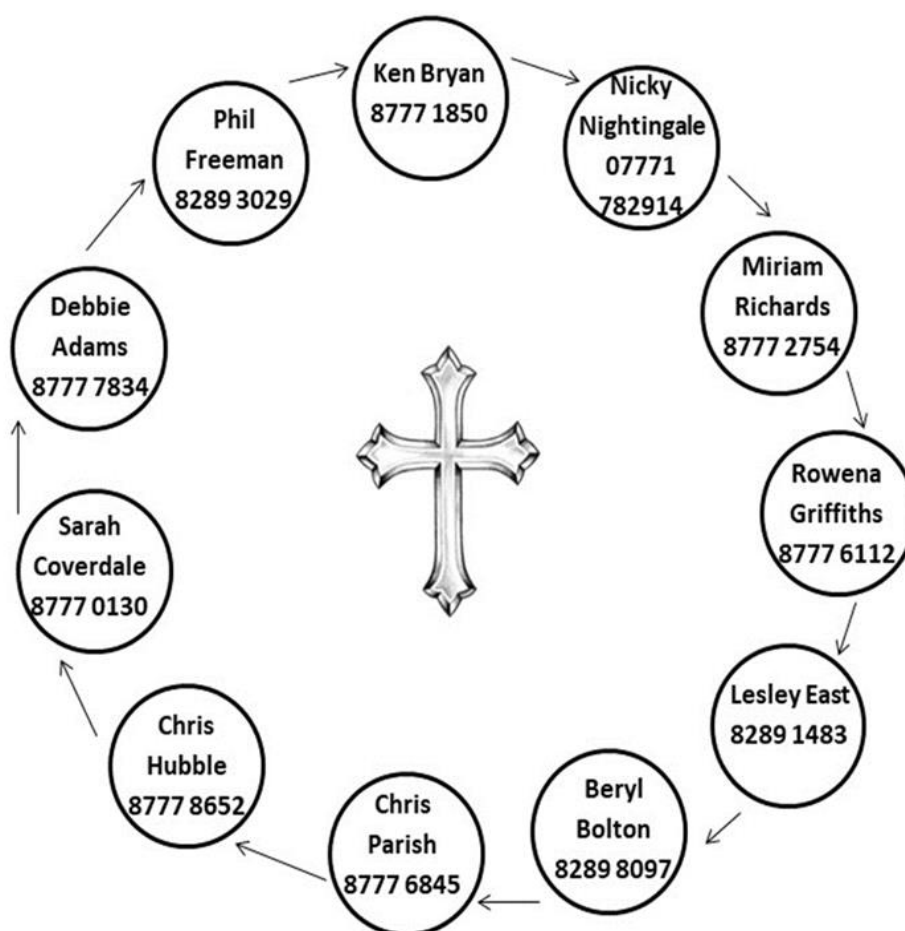 Ken Bryan
8777 1850
Nicky
Nightingale
07771
782914
Miriam
Richards
8777 2754
Rowena
Griffiths
8777 6112
Lesley East
8289 1483
Beryl
Bolton
8289 8097
Chris
Parish
8777 6845
Chris
Hubble
8777 8652
Sarah
Coverdale
8777 0130
Debbie
Adams
8777 7834
Phil
Freeman
8289 3029